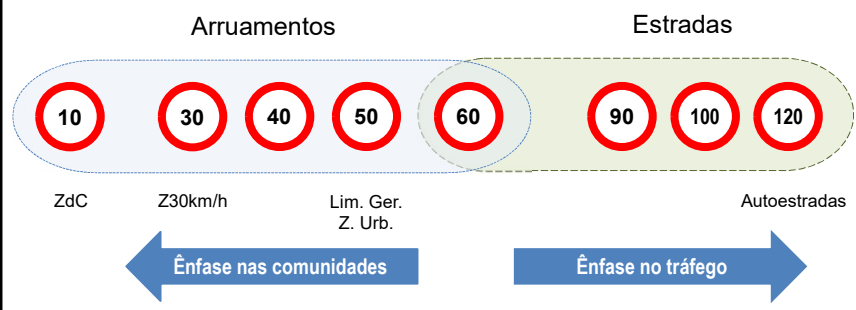 Arruamentos
Estradas
10
30
40
50
60
90
100
120
ZdC
Z30km/h
Lim. Ger.
Z. Urb.
Autoestradas
Ênfase nas comunidades
Ênfase no tráfego